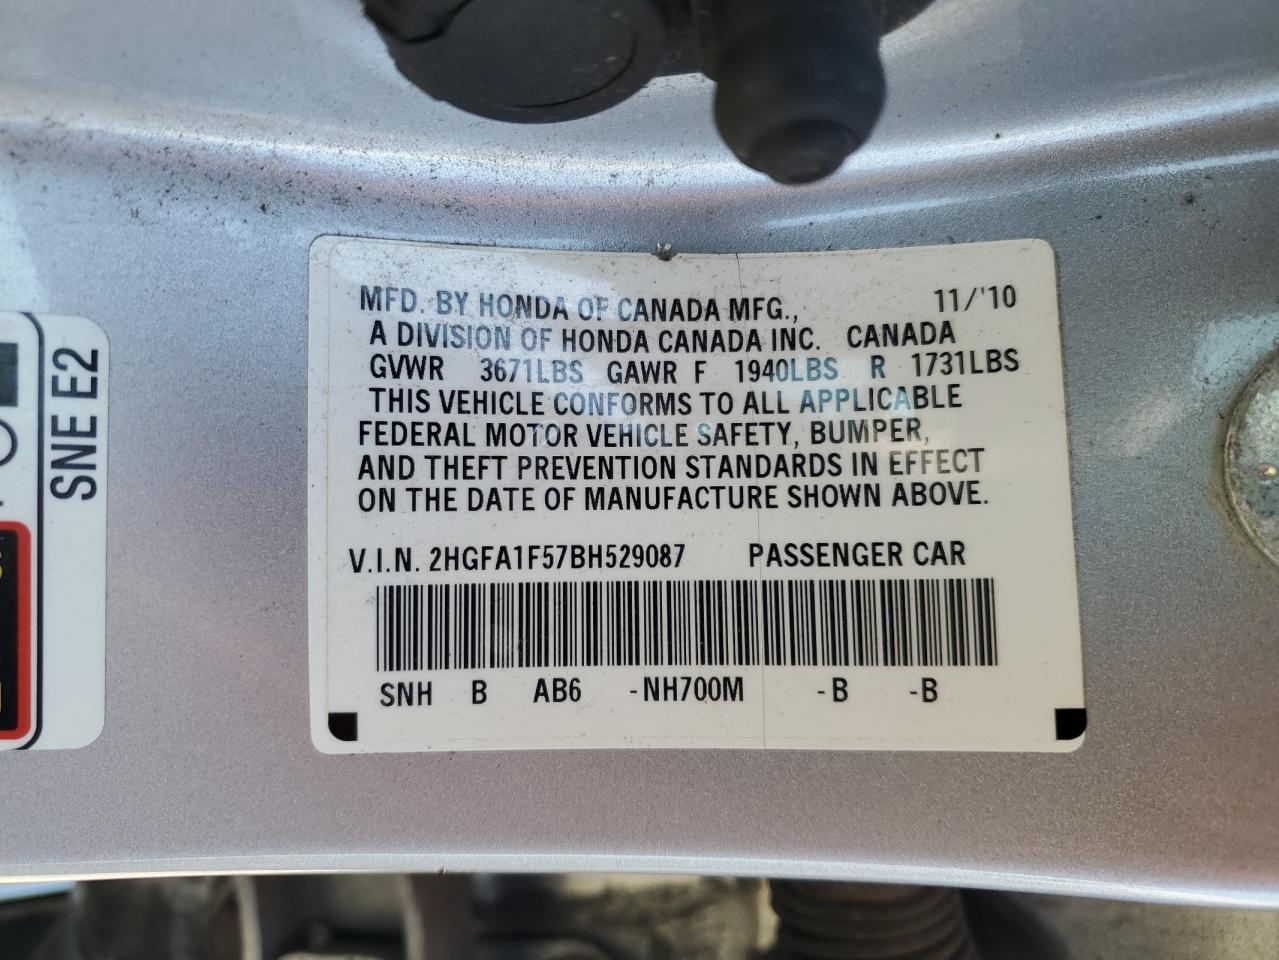 MFD. BY HONDA OF CANADA MFG., 11/'10
A DIVISION OF HONDA CANADA INC. CANADA
GVWR 3671LBS GAWR F 1940LBS R 1731LBS
THIS VEHICLE CONFORMS TO ALL APPLICABLE
FEDERAL MOTOR VEHICLE SAFETY, BUMPER,
AND THEFT PREVENTION STANDARDS IN EFFECT
ON THE DATE OF MANUFACTURE SHOWN ABOVE.
V.I.N. 2HGFA1F57BH529087 PASSENGER CAR
SNH B AB6 -NH700M -B -B
SNE E2